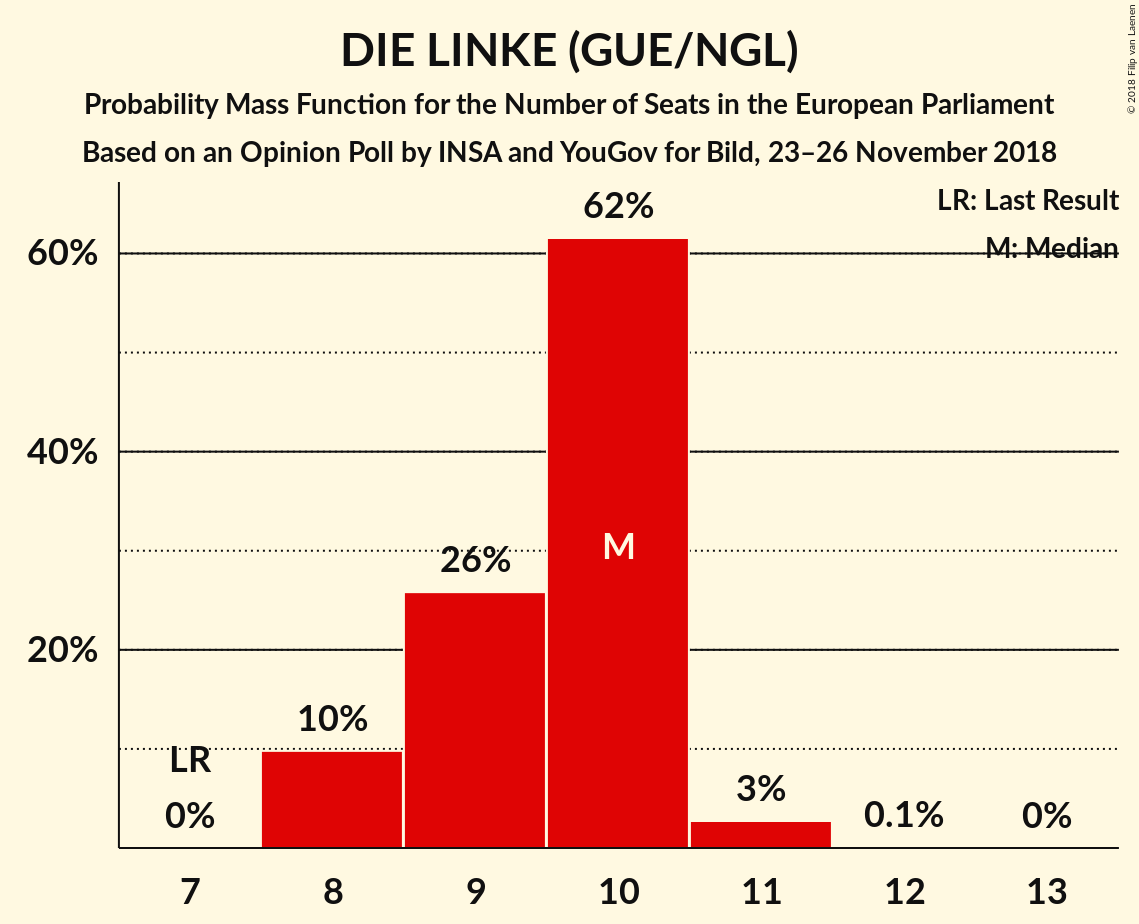 DIE LINKE (GUE/NGL)
Probability Mass Function for the Number of Seats in the European Parliament
Based on an Opinion Poll by INSA and YouGov for Bild, 23–26 November 2018
© 2018 Filip van Laenen
LR: Last Result
M: Median
60%
40%
20%
LR
0%
10%
26%
62%
M
3%
0.1%
0%
7 8 9 10 11 12 13